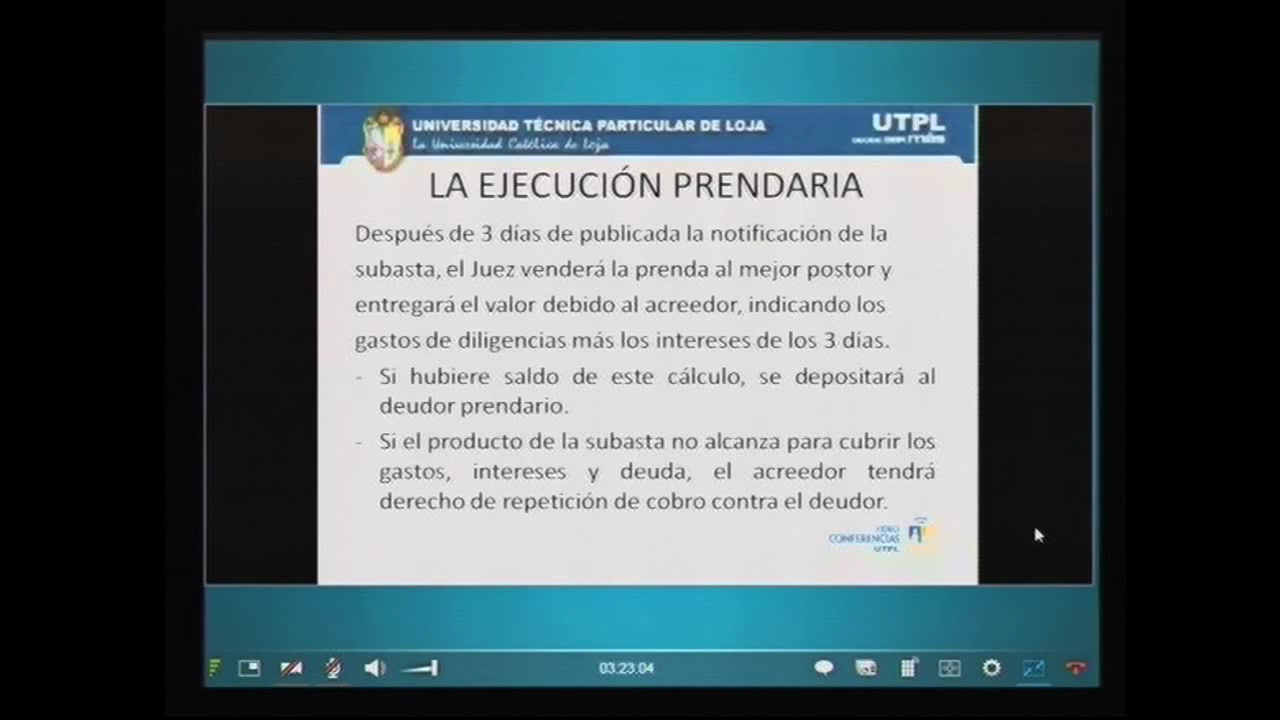 UNIVERSIDAD TÉCNICA PARTICULAR DE LOJA
La Universidad Católica de Loja
UTPL
LA EJECUCIÓN PRENDARIA
Después de 3 días de publicada la notificación de la
subasta, el Juez venderá la prenda al mejor postor y
entregará el valor debido al acreedor, indicando los
gastos de diligencias más los intereses de los 3 días.
- Si hubiere saldo de este cálculo, se depositará al
deudor prendario.
- Si el producto de la subasta no alcanza para cubrir los
gastos, intereses y deuda, el acreedor tendrá
derecho de repetición de cobro contra el deudor.
VIDEO
CONFERENCIAS
UTPL
03:23:04